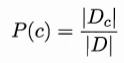 P(c) = |D_c| / |D|